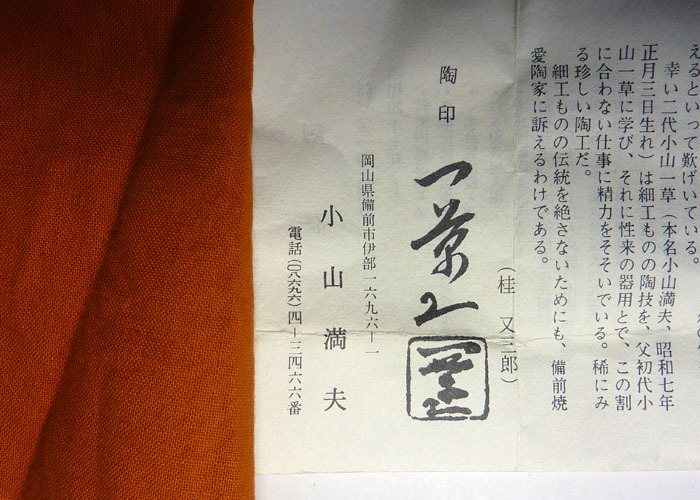 えるといって歎げいている。
幸い二代小山一草(本名小山満夫、昭和七年
正月三日生れ)は細工ものの陶技を、父初代小
山一草に学び、それに性来の器用とで、この割
に合わない仕事に精力をそそいでいる。稀にみ
る珍しい陶工だ。
細工ものの伝統を絶さないためにも、備前焼
愛陶家に訴えるわけである。
(桂 又三郎)
陶印
一草
岡山県備前市伊部一六九六ー一
小山満夫
電話(〇八六九六)四ー三四六六番